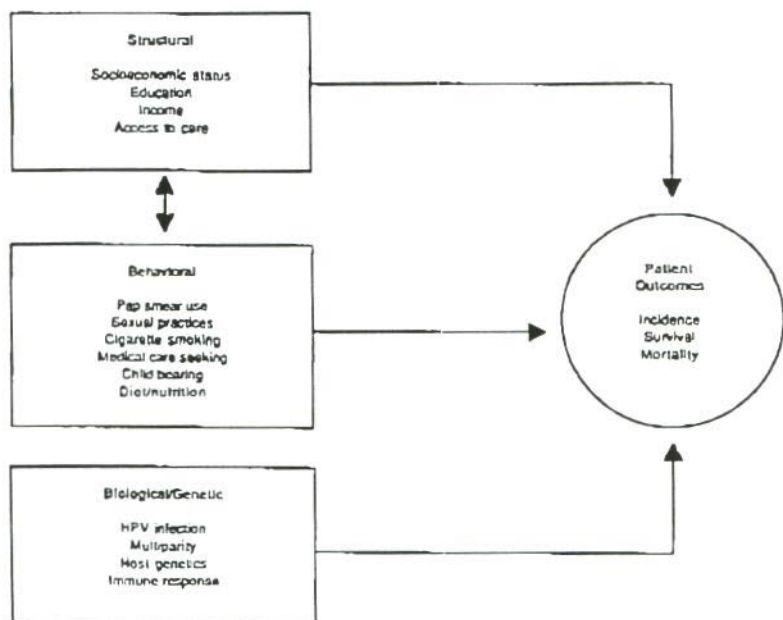 Structural
Socioeconomic status
Education
Income
Access to care
Behavioral
Pap smear use
Sexual practices
Cigarette smoking
Medical care seeking
Child bearing
Diet/nutrition
Patient
Outcomes
Incidence
Survival
Mortality
Biological/Genetic
HPV infection
Multiparity
Host genetics
Immune response